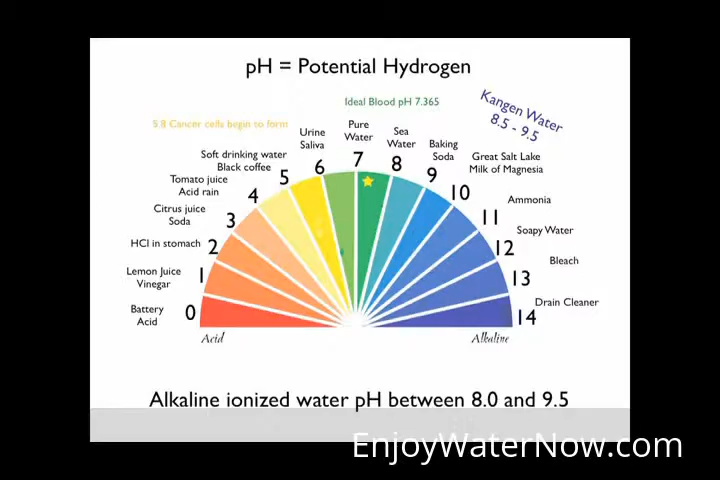 pH = Potential Hydrogen
Kangen Water
8.5 - 9.5
Ideal Blood pH 7.365
5.8 Cancer cells begin to form
Urine
Saliva
Pure
Water
Sea
Water
Baking
Soda
Soft drinking water
Black coffee
Great Salt Lake
Milk of Magnesia
Tomato juice
Acid rain
Ammonia
Citrus juice
Soda
Soapy Water
HCl in stomach
Bleach
Lemon Juice
Vinegar
Drain Cleaner
Battery
Acid
0
1
2
3
4
5
6
7
8
9
10
11
12
13
14
Acid
Alkaline
Alkaline ionized water pH between 8.0 and 9.5
EnjoyWaterNow.com